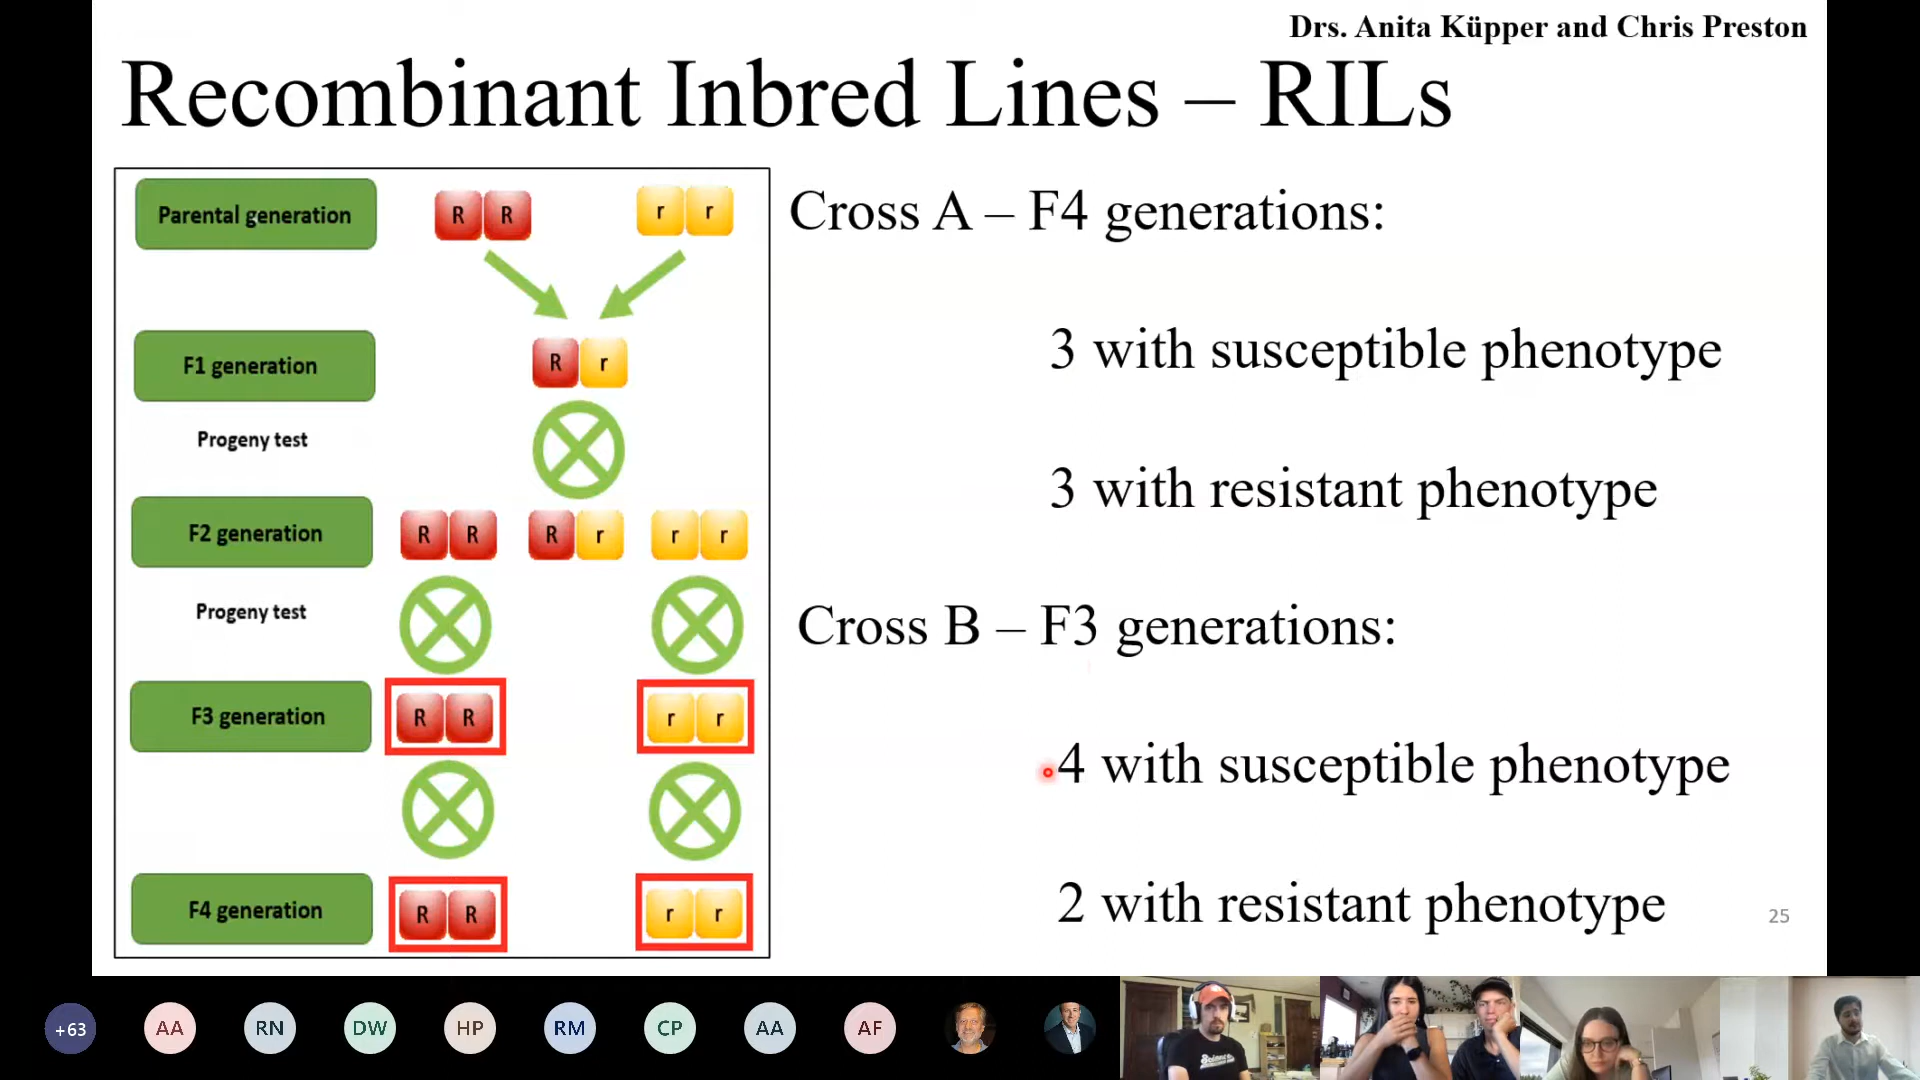 Drs. Anita Küpper and Chris Preston
Recombinant Inbred Lines – RILs
Parental generation
R R
r r
F1 generation
R r
Progeny test
F2 generation
R R R r r r
Progeny test
F3 generation
R R
r r
F4 generation
R R
r r
Cross A – F4 generations:
3 with susceptible phenotype
3 with resistant phenotype
Cross B – F3 generations:
4 with susceptible phenotype
2 with resistant phenotype
25
+63 AA RN DW HP RM CP AA AF